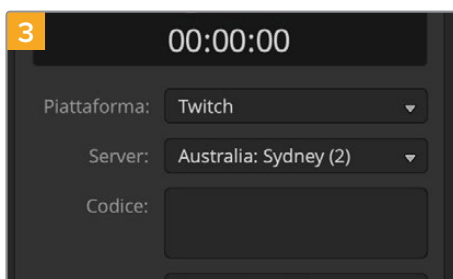 3
00:00:00
Piattaforma: Twitch
Server: Australia: Sydney (2)
Codice: